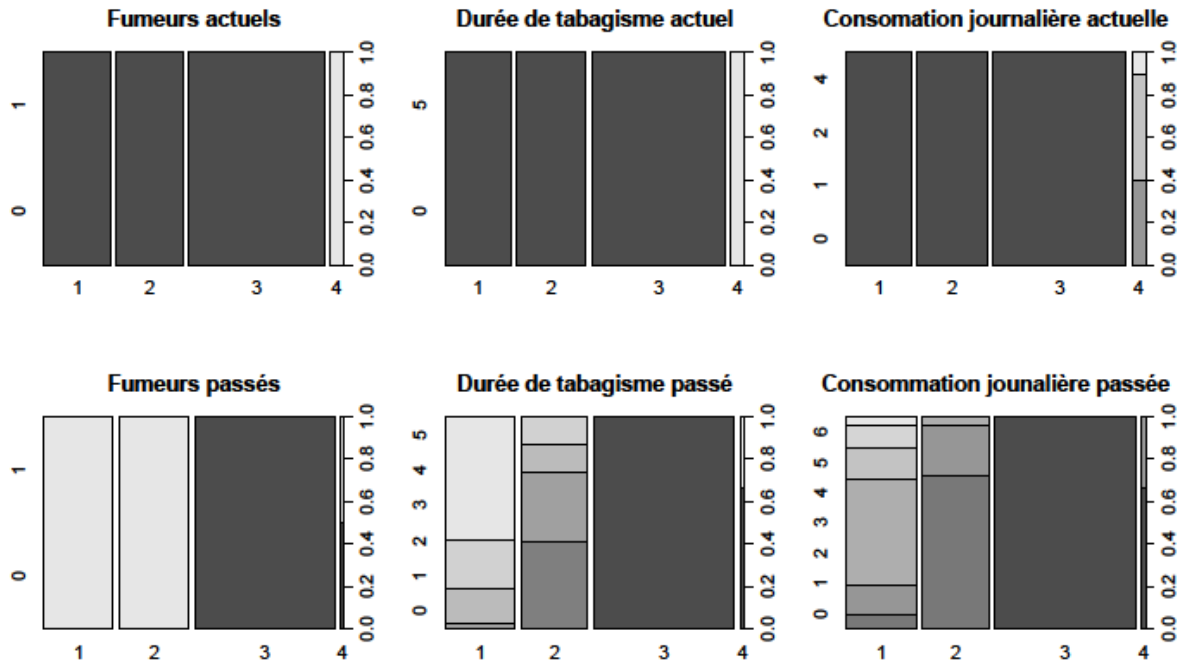 Fumeurs actuels
0 1
0.0 0.2 0.4 0.6 0.8 1.0
1 2 3 4
Durée de tabagisme actuel
0 5
0.0 0.2 0.4 0.6 0.8 1.0
1 2 3 4
Consomation journalière actuelle
0 1 2 4
0.0 0.2 0.4 0.6 0.8 1.0
1 2 3 4
Fumeurs passés
0 1
0.0 0.2 0.4 0.6 0.8 1.0
1 2 3 4
Durée de tabagisme passé
0 1 2 3 4 5
0.0 0.2 0.4 0.6 0.8 1.0
1 2 3 4
Consommation jounalière passée
0 1 2 3 4 5 6
0.0 0.2 0.4 0.6 0.8 1.0
1 2 3 4